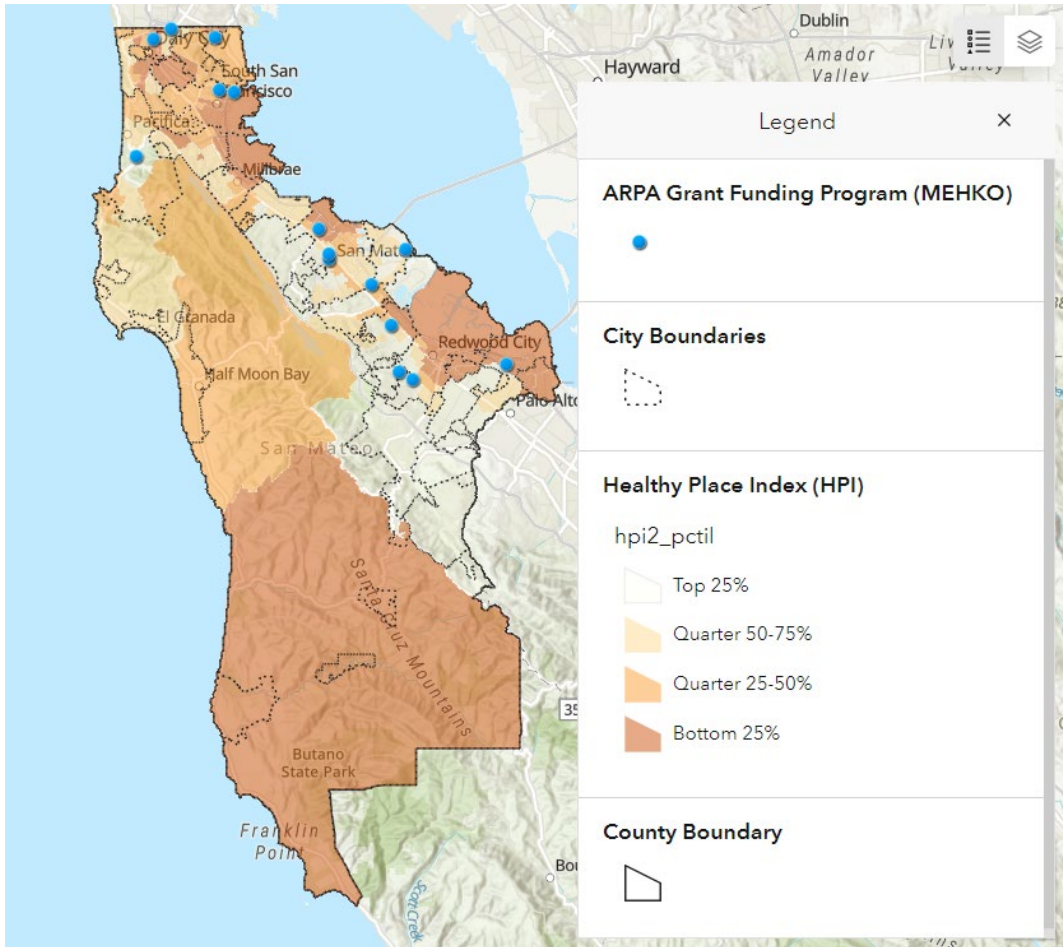 Dublin
Amador
Valley
Hayward
Daly City
South San
Francisco
Pacifica
Millbrae
San Mateo
El Granada
Redwood City
Half Moon Bay
Palo Alto
San Mateo
Santa Cruz Mountains
35
Butano
State Park
Franklin
Point
Scott Creek
Legend
×
ARPA Grant Funding Program (MEHKO)
City Boundaries
Healthy Place Index (HPI)
hpi2_pctil
Top 25%
Quarter 50-75%
Quarter 25-50%
Bottom 25%
County Boundary